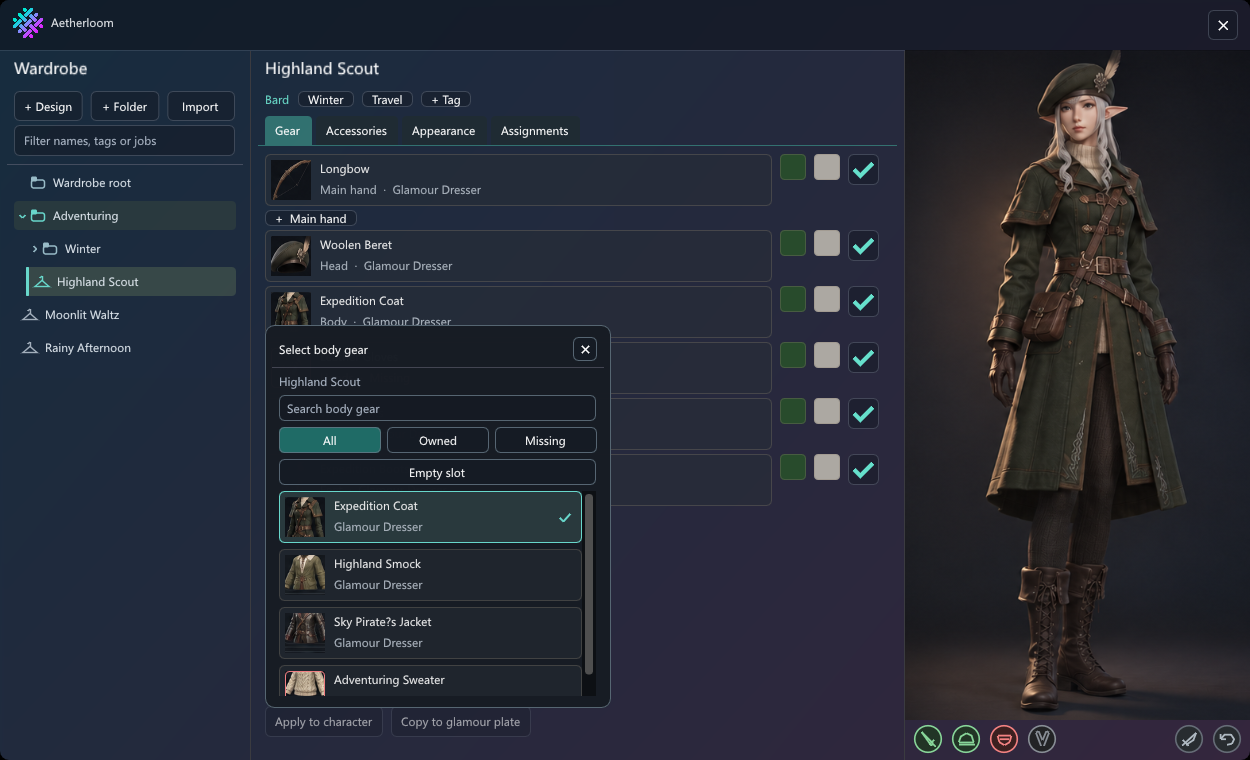 Aetherloom
Wardrobe
+ Design
+ Folder
Import
Filter names, tags or jobs
Wardrobe root
Adventuring
Winter
Highland Scout
Moonlit Waltz
Rainy Afternoon
Highland Scout
Bard
Winter
Travel
+ Tag
Gear
Accessories
Appearance
Assignments
Longbow
Main hand · Glamour Dresser
+ Main hand
Woolen Beret
Head · Glamour Dresser
Expedition Coat
Body · Glamour Dresser
Select body gear
Highland Scout
Search body gear
All
Owned
Missing
Empty slot
Expedition Coat
Glamour Dresser
Highland Smock
Glamour Dresser
Sky Pirate?s Jacket
Glamour Dresser
Adventuring Sweater
Apply to character
Copy to glamour plate